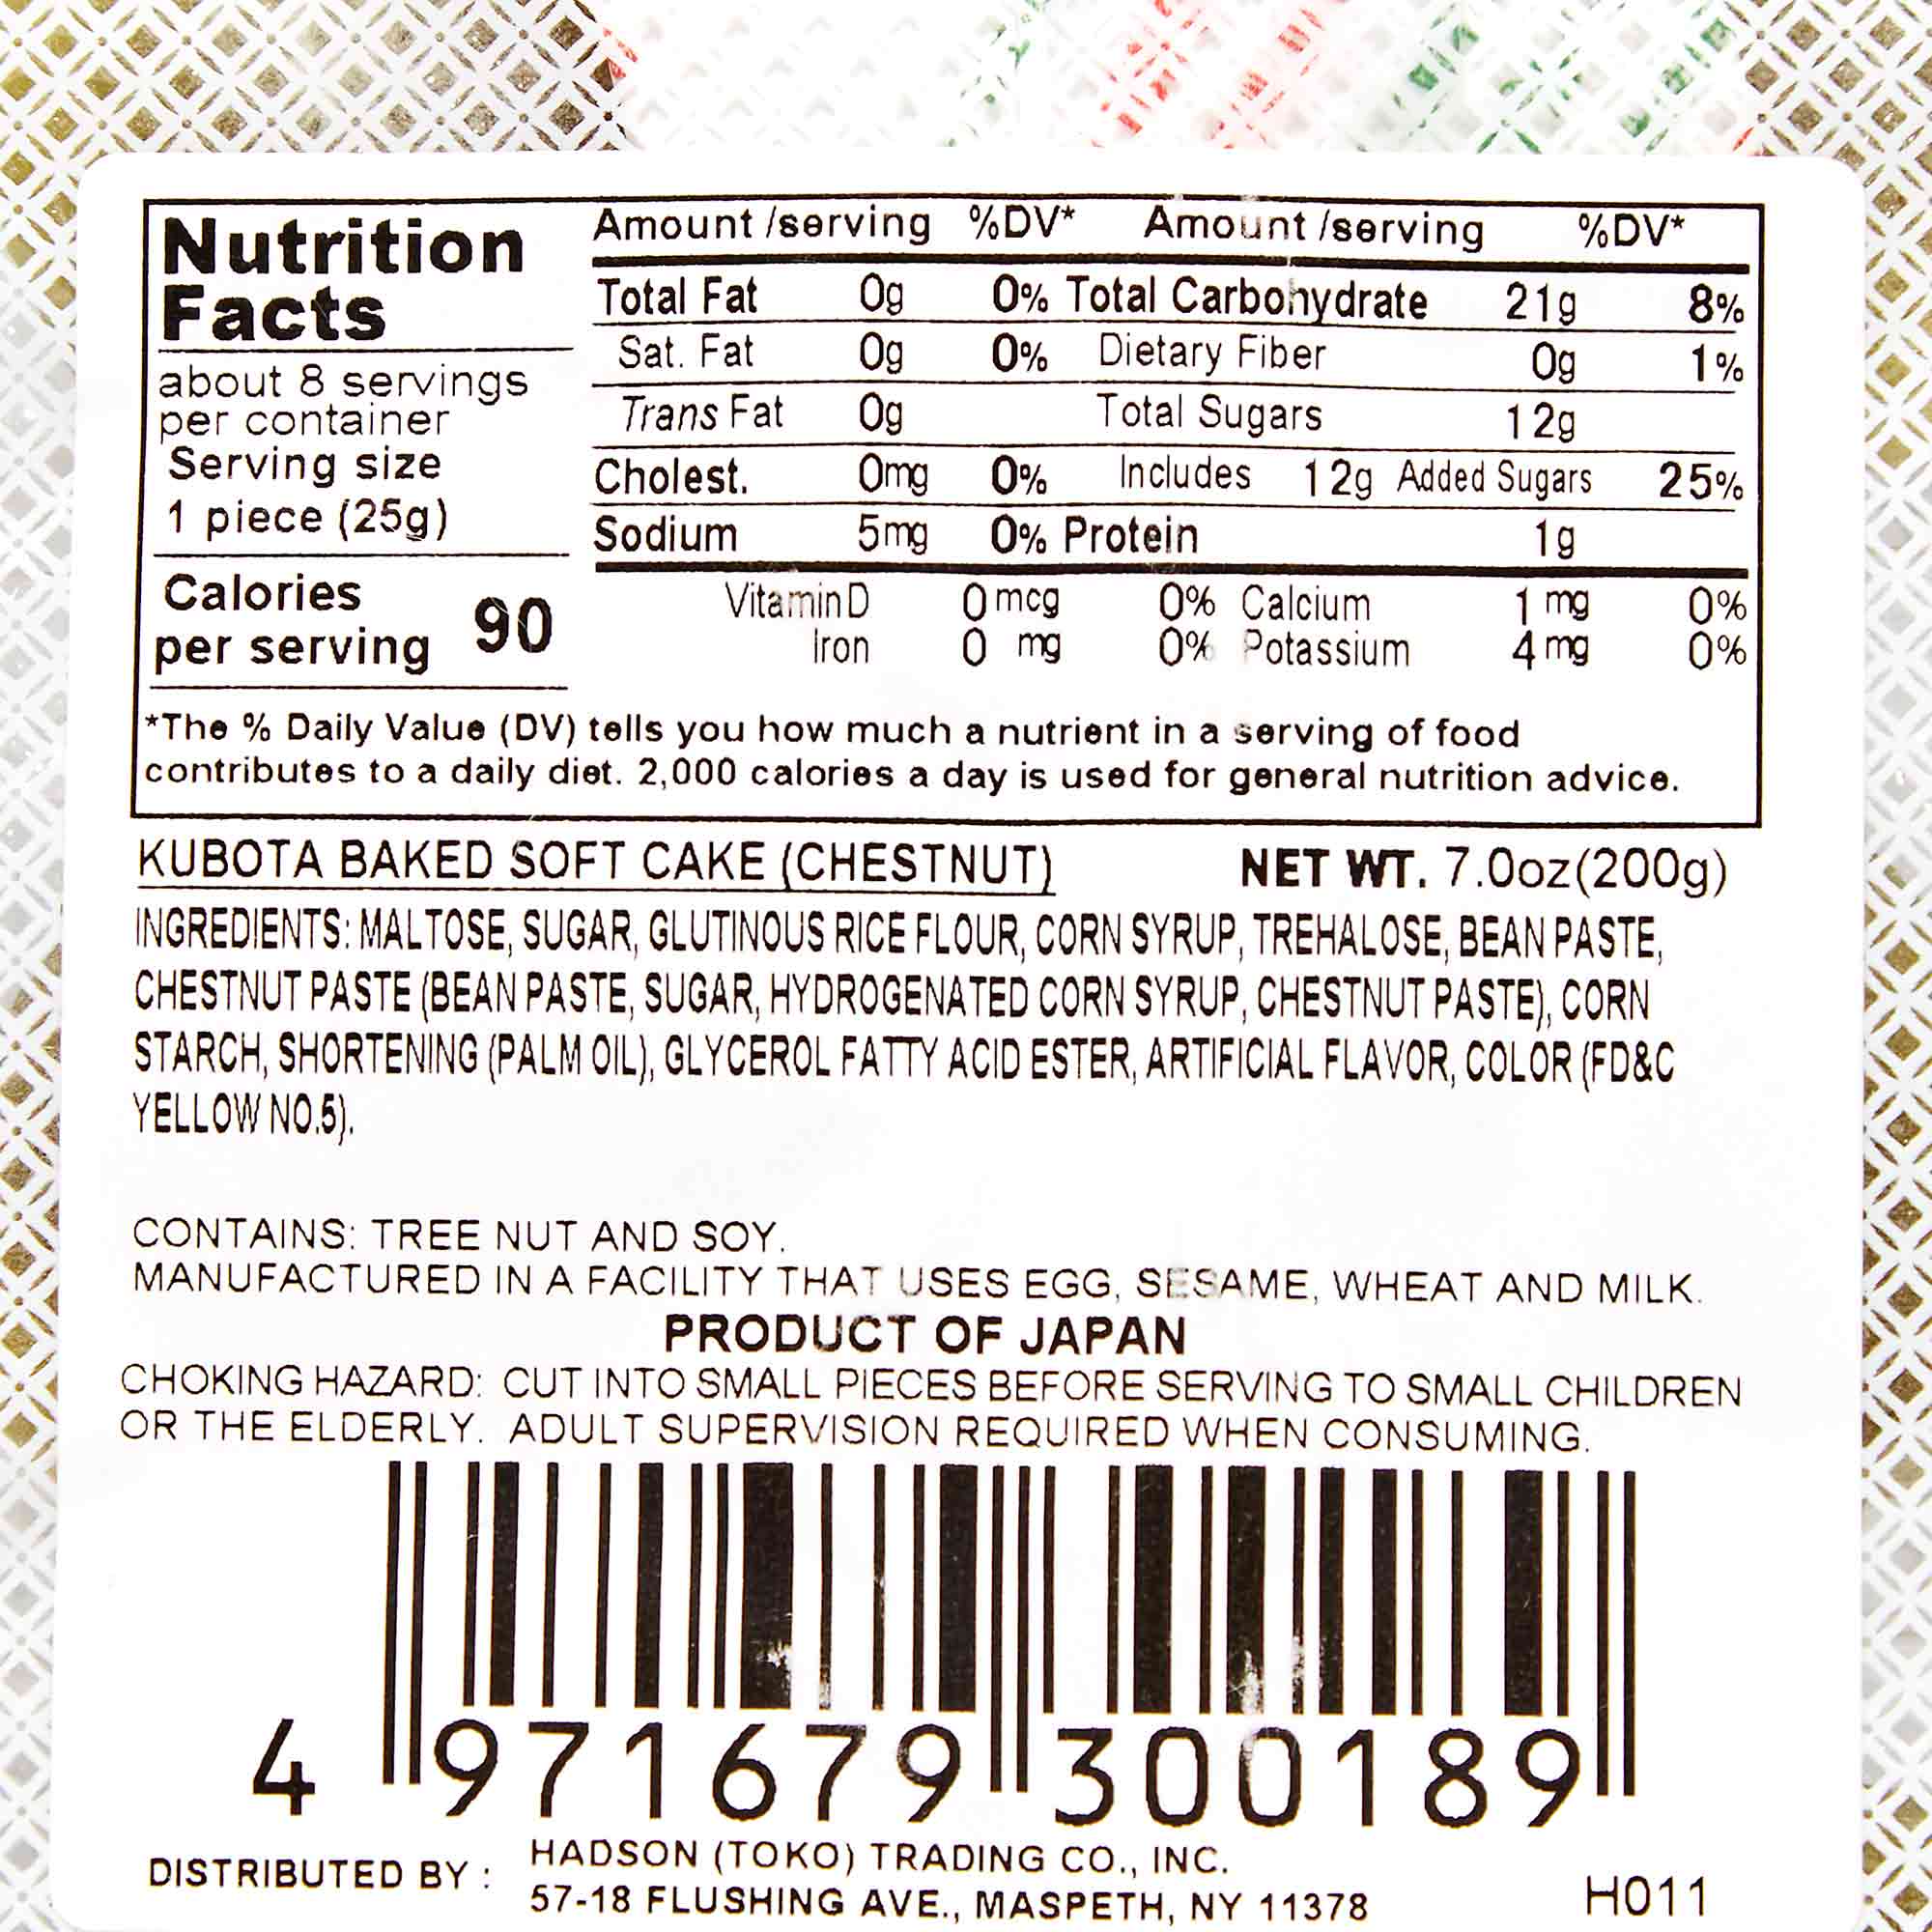 Nutrition
Facts
about 8 servings
per container
Serving size
1 piece (25g)
Calories
per serving 90
Amount /serving %DV* Amount /serving %DV*
Total Fat 0g 0% Total Carbohydrate 21g 8%
Sat. Fat 0g 0% Dietary Fiber 0g 1%
Trans Fat 0g Total Sugars 12g
Cholest. 0mg 0% Includes 12g Added Sugars 25%
Sodium 5mg 0% Protein 1g
Vitamin D 0 mcg 0% Calcium 1 mg 0%
Iron 0 mg 0% Potassium 4 mg 0%
*The % Daily Value (DV) tells you how much a nutrient in a serving of food
contributes to a daily diet. 2,000 calories a day is used for general nutrition advice.
KUBOTA BAKED SOFT CAKE (CHESTNUT) NET WT. 7.0oz(200g)
INGREDIENTS: MALTOSE, SUGAR, GLUTINOUS RICE FLOUR, CORN SYRUP, TREHALOSE, BEAN PASTE,
CHESTNUT PASTE (BEAN PASTE, SUGAR, HYDROGENATED CORN SYRUP, CHESTNUT PASTE), CORN
STARCH, SHORTENING (PALM OIL), GLYCEROL FATTY ACID ESTER, ARTIFICIAL FLAVOR, COLOR (FD&C
YELLOW NO.5).
CONTAINS: TREE NUT AND SOY.
MANUFACTURED IN A FACILITY THAT USES EGG, SESAME, WHEAT AND MILK.
PRODUCT OF JAPAN
CHOKING HAZARD: CUT INTO SMALL PIECES BEFORE SERVING TO SMALL CHILDREN
OR THE ELDERLY. ADULT SUPERVISION REQUIRED WHEN CONSUMING.
4 971679 300189
DISTRIBUTED BY : HADSON (TOKO) TRADING CO., INC.
57-18 FLUSHING AVE., MASPETH, NY 11378
H011